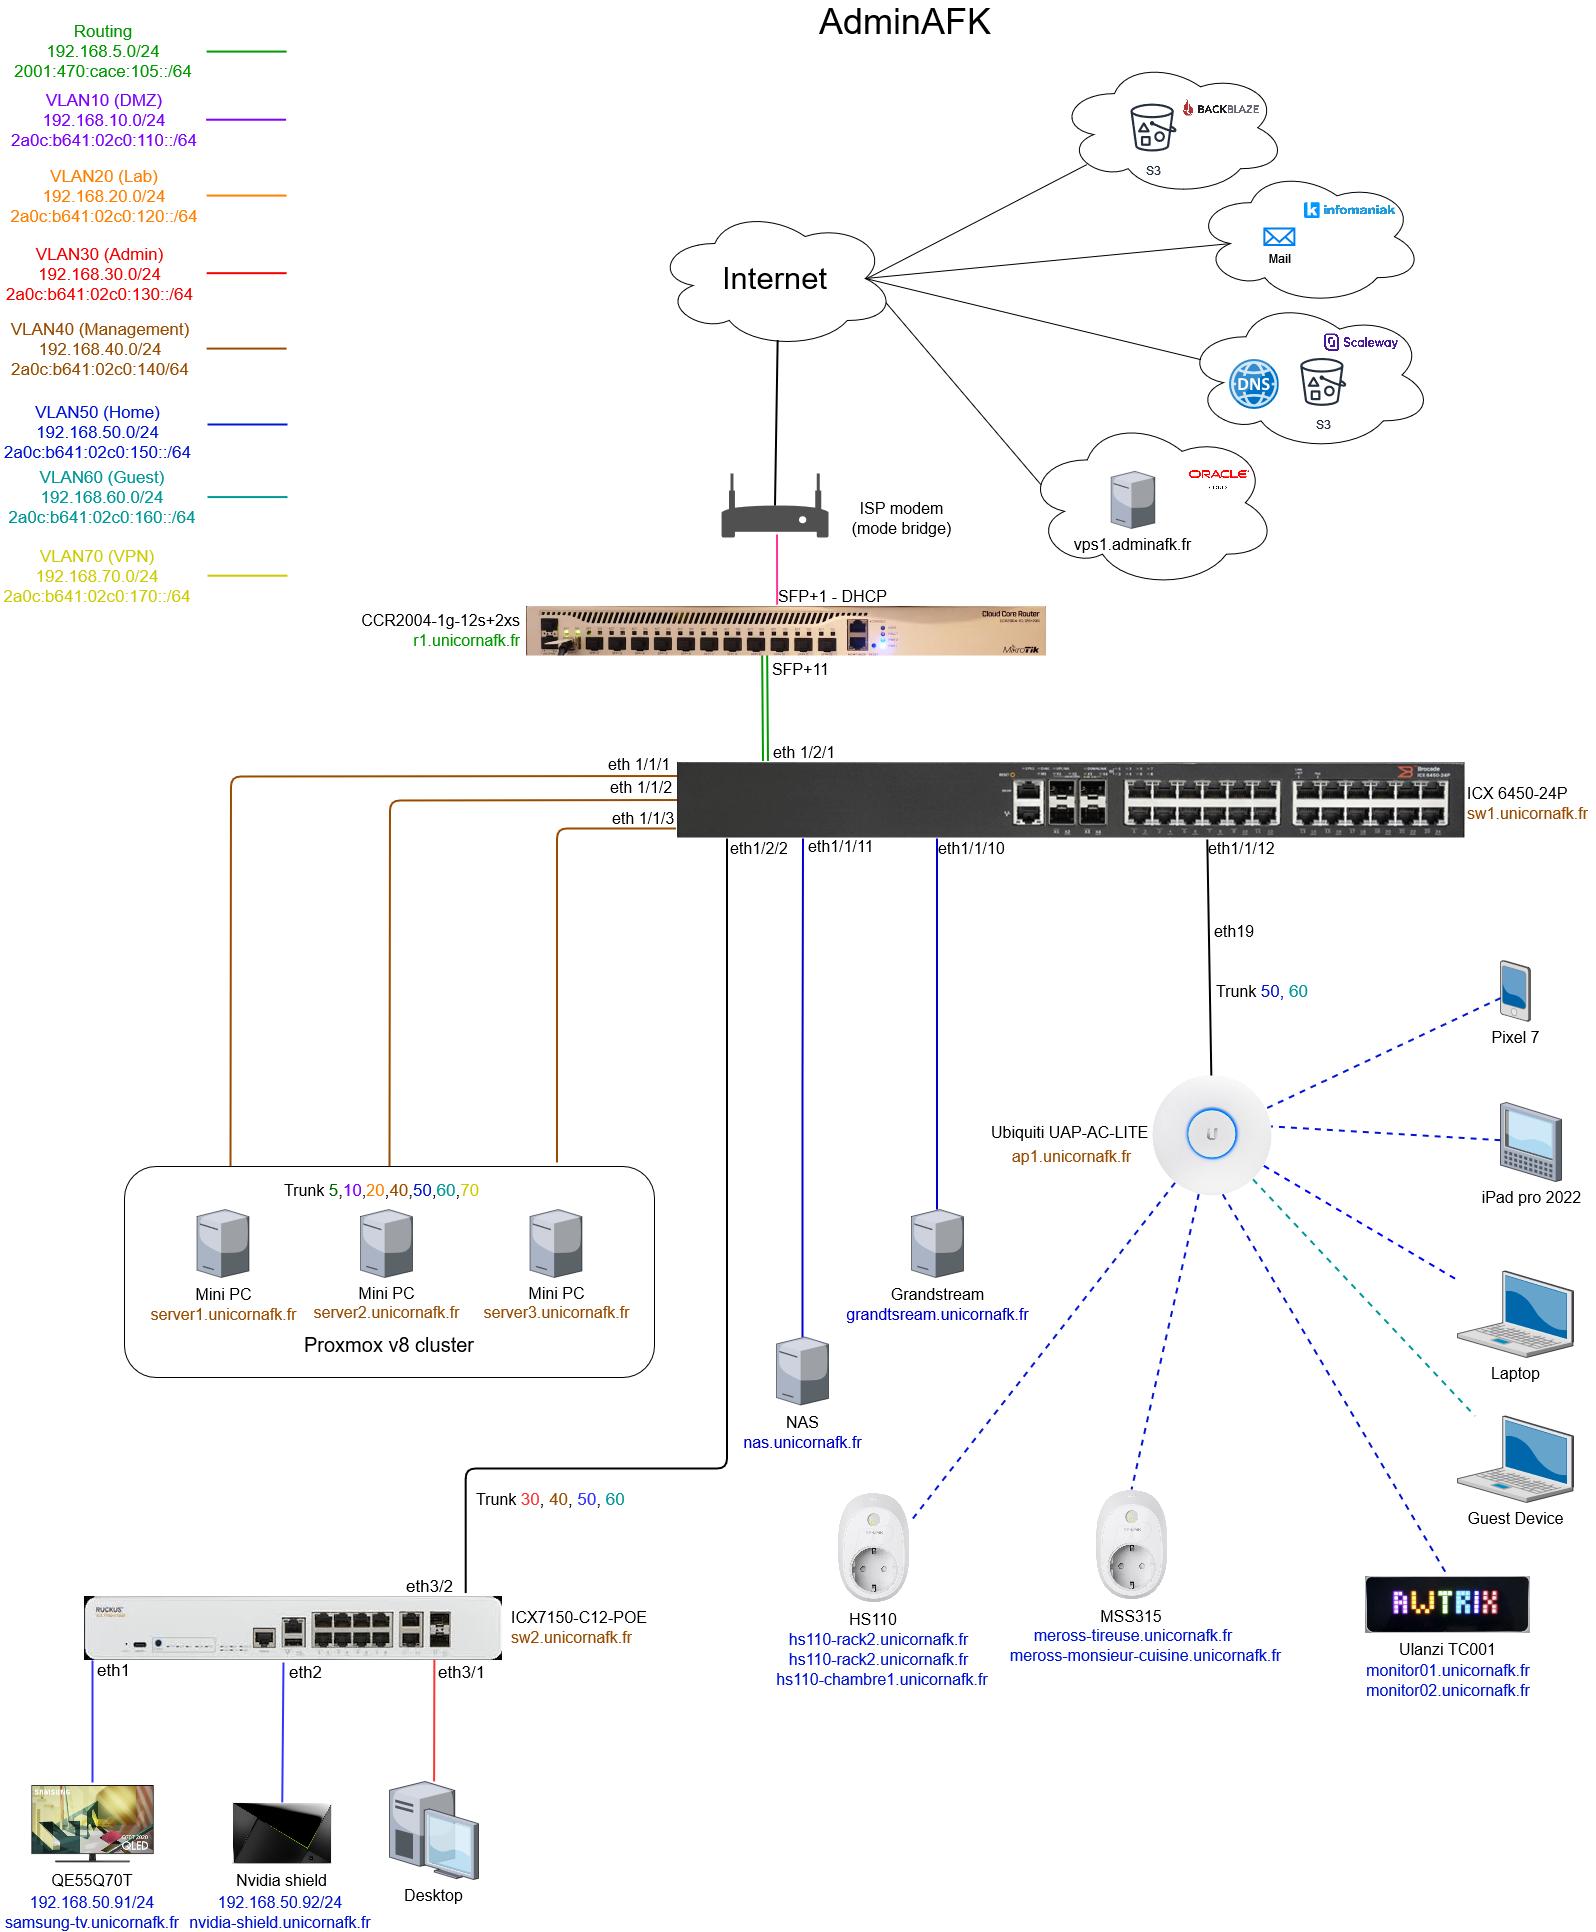 AdminAFK
Routing
192.168.5.0/24
2001:470:cace:105::/64
VLAN10 (DMZ)
192.168.10.0/24
2a0c:b641:02c0:110::/64
VLAN20 (Lab)
192.168.20.0/24
2a0c:b641:02c0:120::/64
VLAN30 (Admin)
192.168.30.0/24
2a0c:b641:02c0:130::/64
VLAN40 (Management)
192.168.40.0/24
2a0c:b641:02c0:140/64
VLAN50 (Home)
192.168.50.0/24
2a0c:b641:02c0:150::/64
VLAN60 (Guest)
192.168.60.0/24
2a0c:b641:02c0:160::/64
VLAN70 (VPN)
192.168.70.0/24
2a0c:b641:02c0:170::/64
BACKBLAZE
S3
infomaniak
Mail
Internet
Scaleway
DNS
S3
ORACLE
vps1.adminafk.fr
ISP modem
(mode bridge)
SFP+1 - DHCP
CCR2004-1g-12s+2xs
r1.unicornafk.fr
Cloud Core Router
MikroTik
SFP+11
eth 1/2/1
eth 1/1/1
eth 1/1/2
eth 1/1/3
Brocade
ICX 6450-24P
ICX 6450-24P
sw1.unicornafk.fr
eth1/2/2
eth1/1/11
eth1/1/10
eth1/1/12
eth19
Trunk 50, 60
Pixel 7
Ubiquiti UAP-AC-LITE
ap1.unicornafk.fr
iPad pro 2022
Trunk 5,10,20,40,50,60,70
Mini PC
server1.unicornafk.fr
Mini PC
server2.unicornafk.fr
Mini PC
server3.unicornafk.fr
Proxmox v8 cluster
Grandstream
grandtsream.unicornafk.fr
Laptop
NAS
nas.unicornafk.fr
Guest Device
Trunk 30, 40, 50, 60
eth3/2
RUCKUS
ICX7150-C12-POE
sw2.unicornafk.fr
eth1
eth2
eth3/1
HS110
hs110-rack2.unicornafk.fr
hs110-rack2.unicornafk.fr
hs110-chambre1.unicornafk.fr
MSS315
meross-tireuse.unicornafk.fr
meross-monsieur-cuisine.unicornafk.fr
AWTRIX
Ulanzi TC001
monitor01.unicornafk.fr
monitor02.unicornafk.fr
SAMSUNG
QLED
QE55Q70T
192.168.50.91/24
samsung-tv.unicornafk.fr
Nvidia shield
192.168.50.92/24
nvidia-shield.unicornafk.fr
Desktop